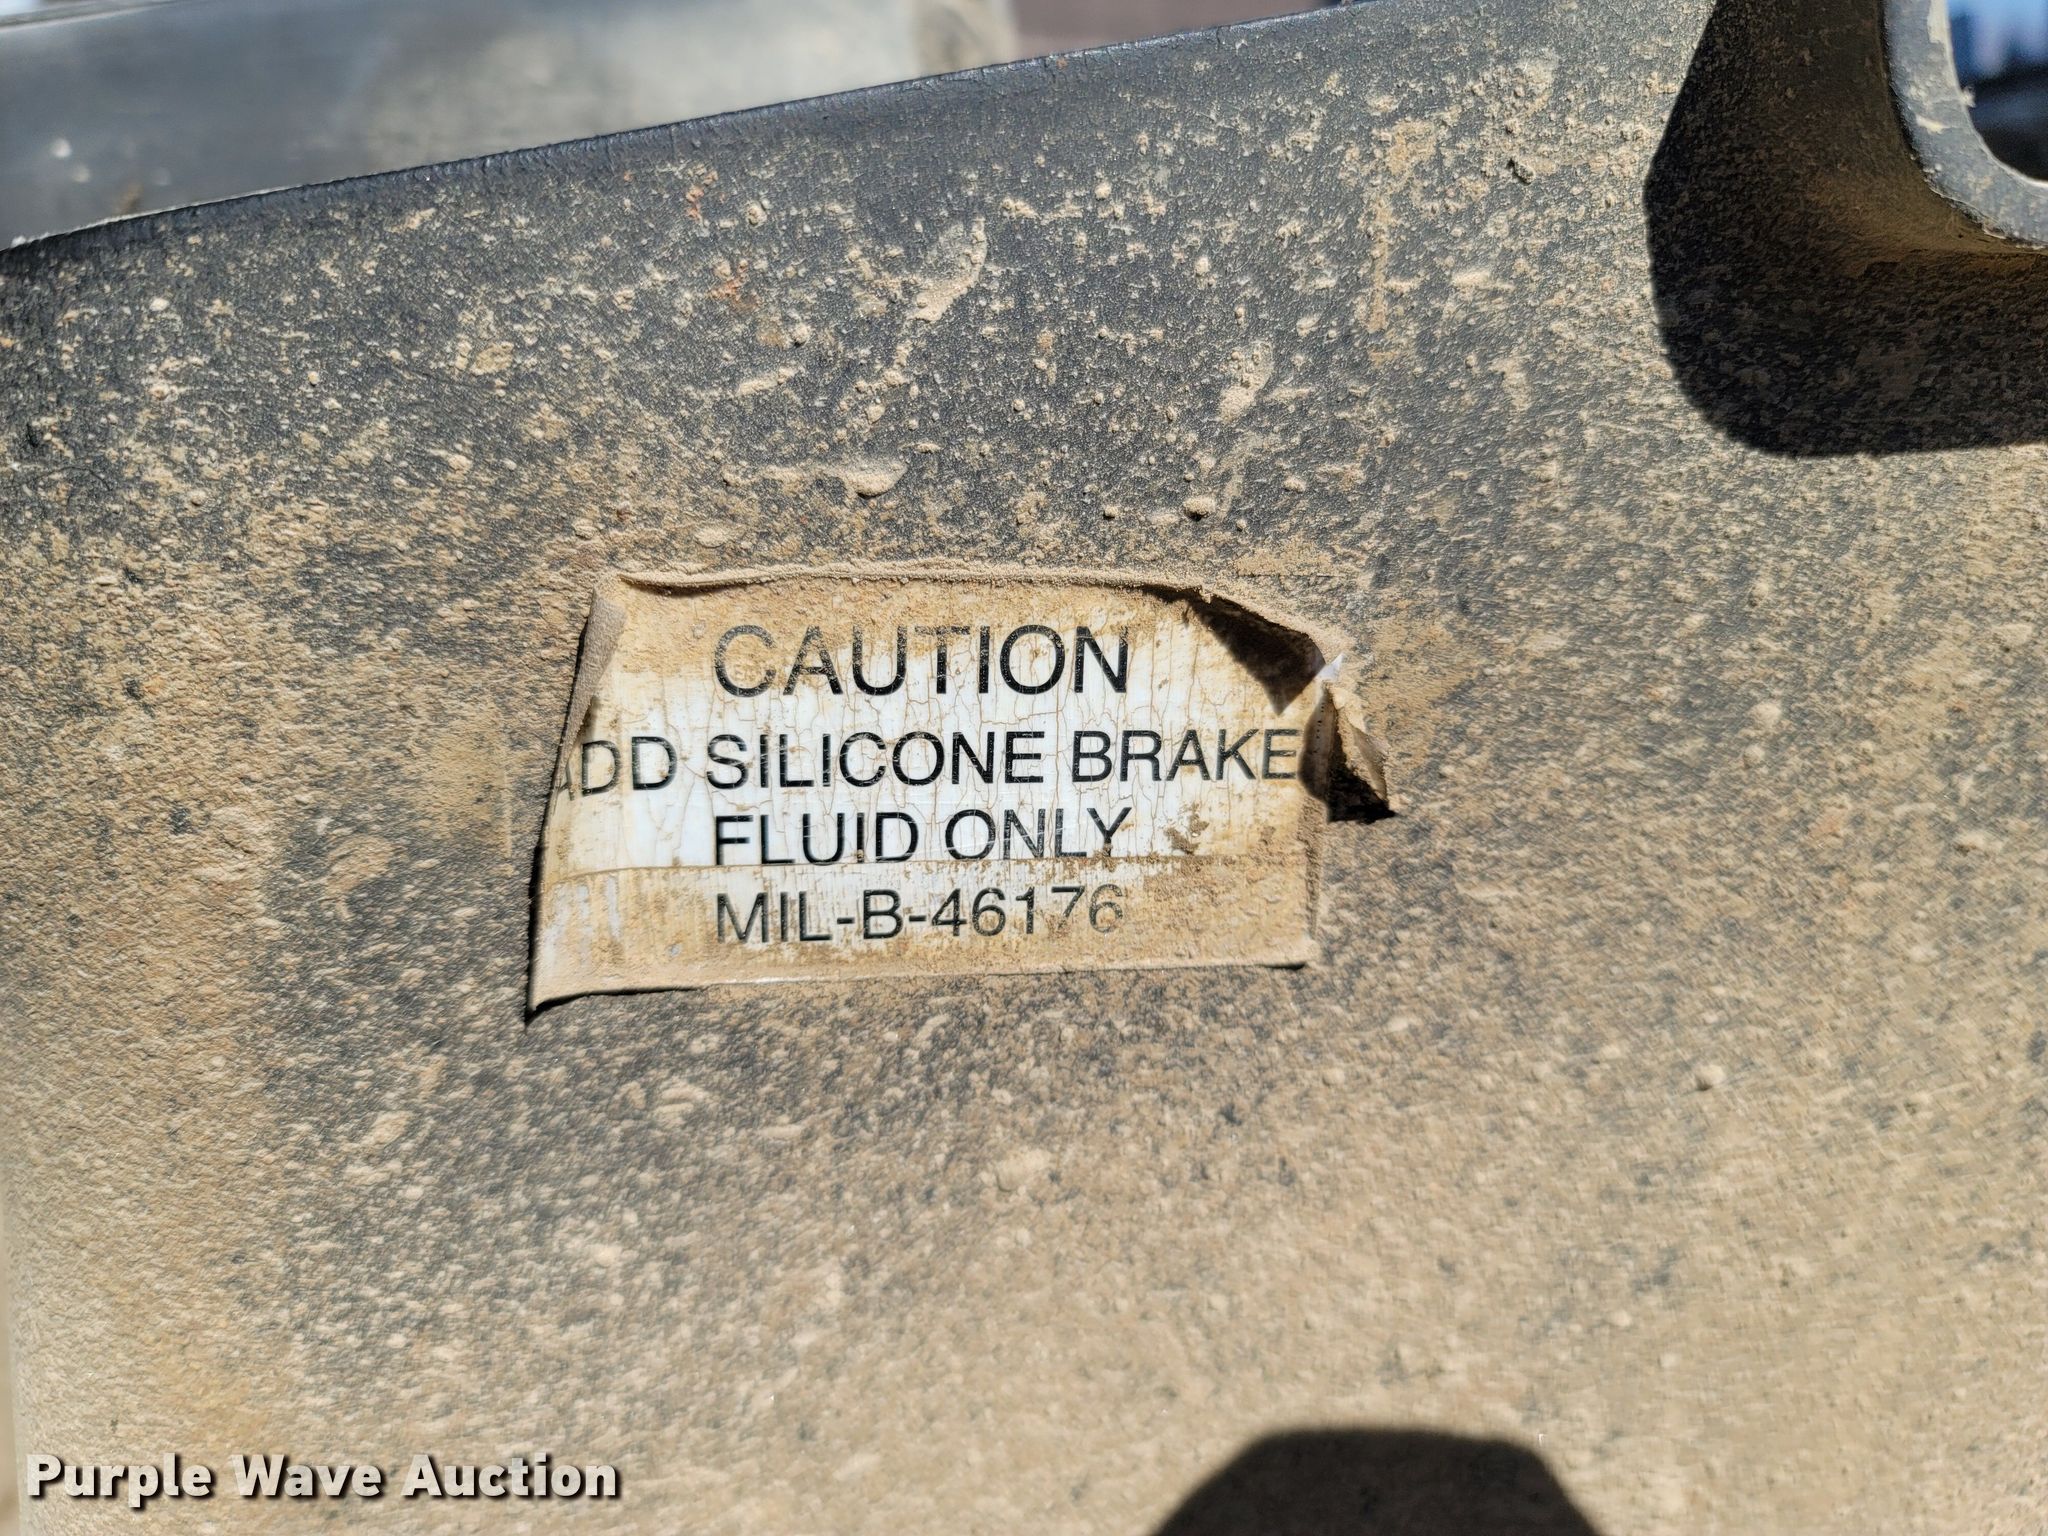 CAUTION
ADD SILICONE BRAKE
FLUID ONLY
MIL-B-46176
Purple Wave Auction